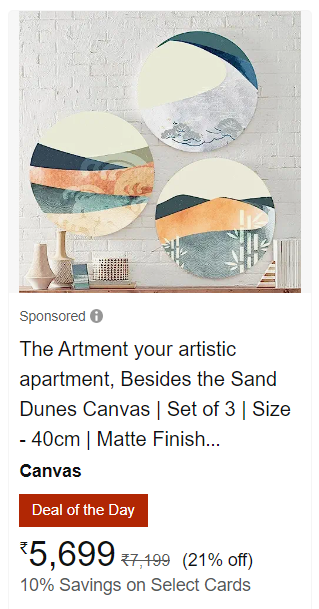 Sponsored
The Artment your artistic
apartment, Besides the Sand
Dunes Canvas | Set of 3 | Size
- 40cm | Matte Finish...
Canvas
Deal of the Day
₹5,699 ₹7,199 (21% off)
10% Savings on Select Cards